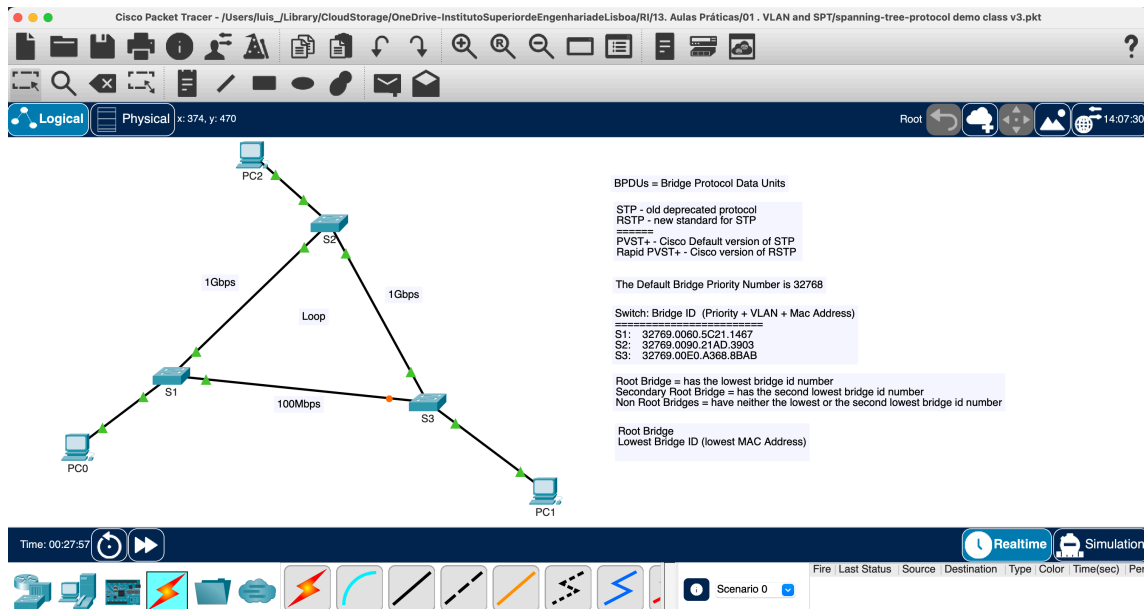 Cisco Packet Tracer - /Users/luis_/Library/CloudStorage/OneDrive-InstitutoSuperiordeEngenhariadeLisboa/RI/13. Aulas Práticas/01 . VLAN and SPT/spanning-tree-protocol demo class v3.pkt
R
?
Logical Physical x: 374, y: 470 Root 14:07:30
PC2
BPDUs = Bridge Protocol Data Units
STP - old deprecated protocol
RSTP - new standard for STP
======
PVST+ - Cisco Default version of STP
Rapid PVST+ - Cisco version of RSTP
S2
1Gbps
1Gbps
Loop
The Default Bridge Priority Number is 32768
Switch: Bridge ID (Priority + VLAN + Mac Address)
========================
S1: 32769.0060.5C21.1467
S2: 32769.0090.21AD.3903
S3: 32769.00E0.A368.8BAB
S1
100Mbps
S3
Root Bridge = has the lowest bridge id number
Secondary Root Bridge = has the second lowest bridge id number
Non Root Bridges = have neither the lowest or the second lowest bridge id number
Root Bridge
Lowest Bridge ID (lowest MAC Address)
PC0
PC1
Time: 00:27:57 Realtime Simulation
Scenario 0
Fire Last Status Source Destination Type Color Time(sec) Per